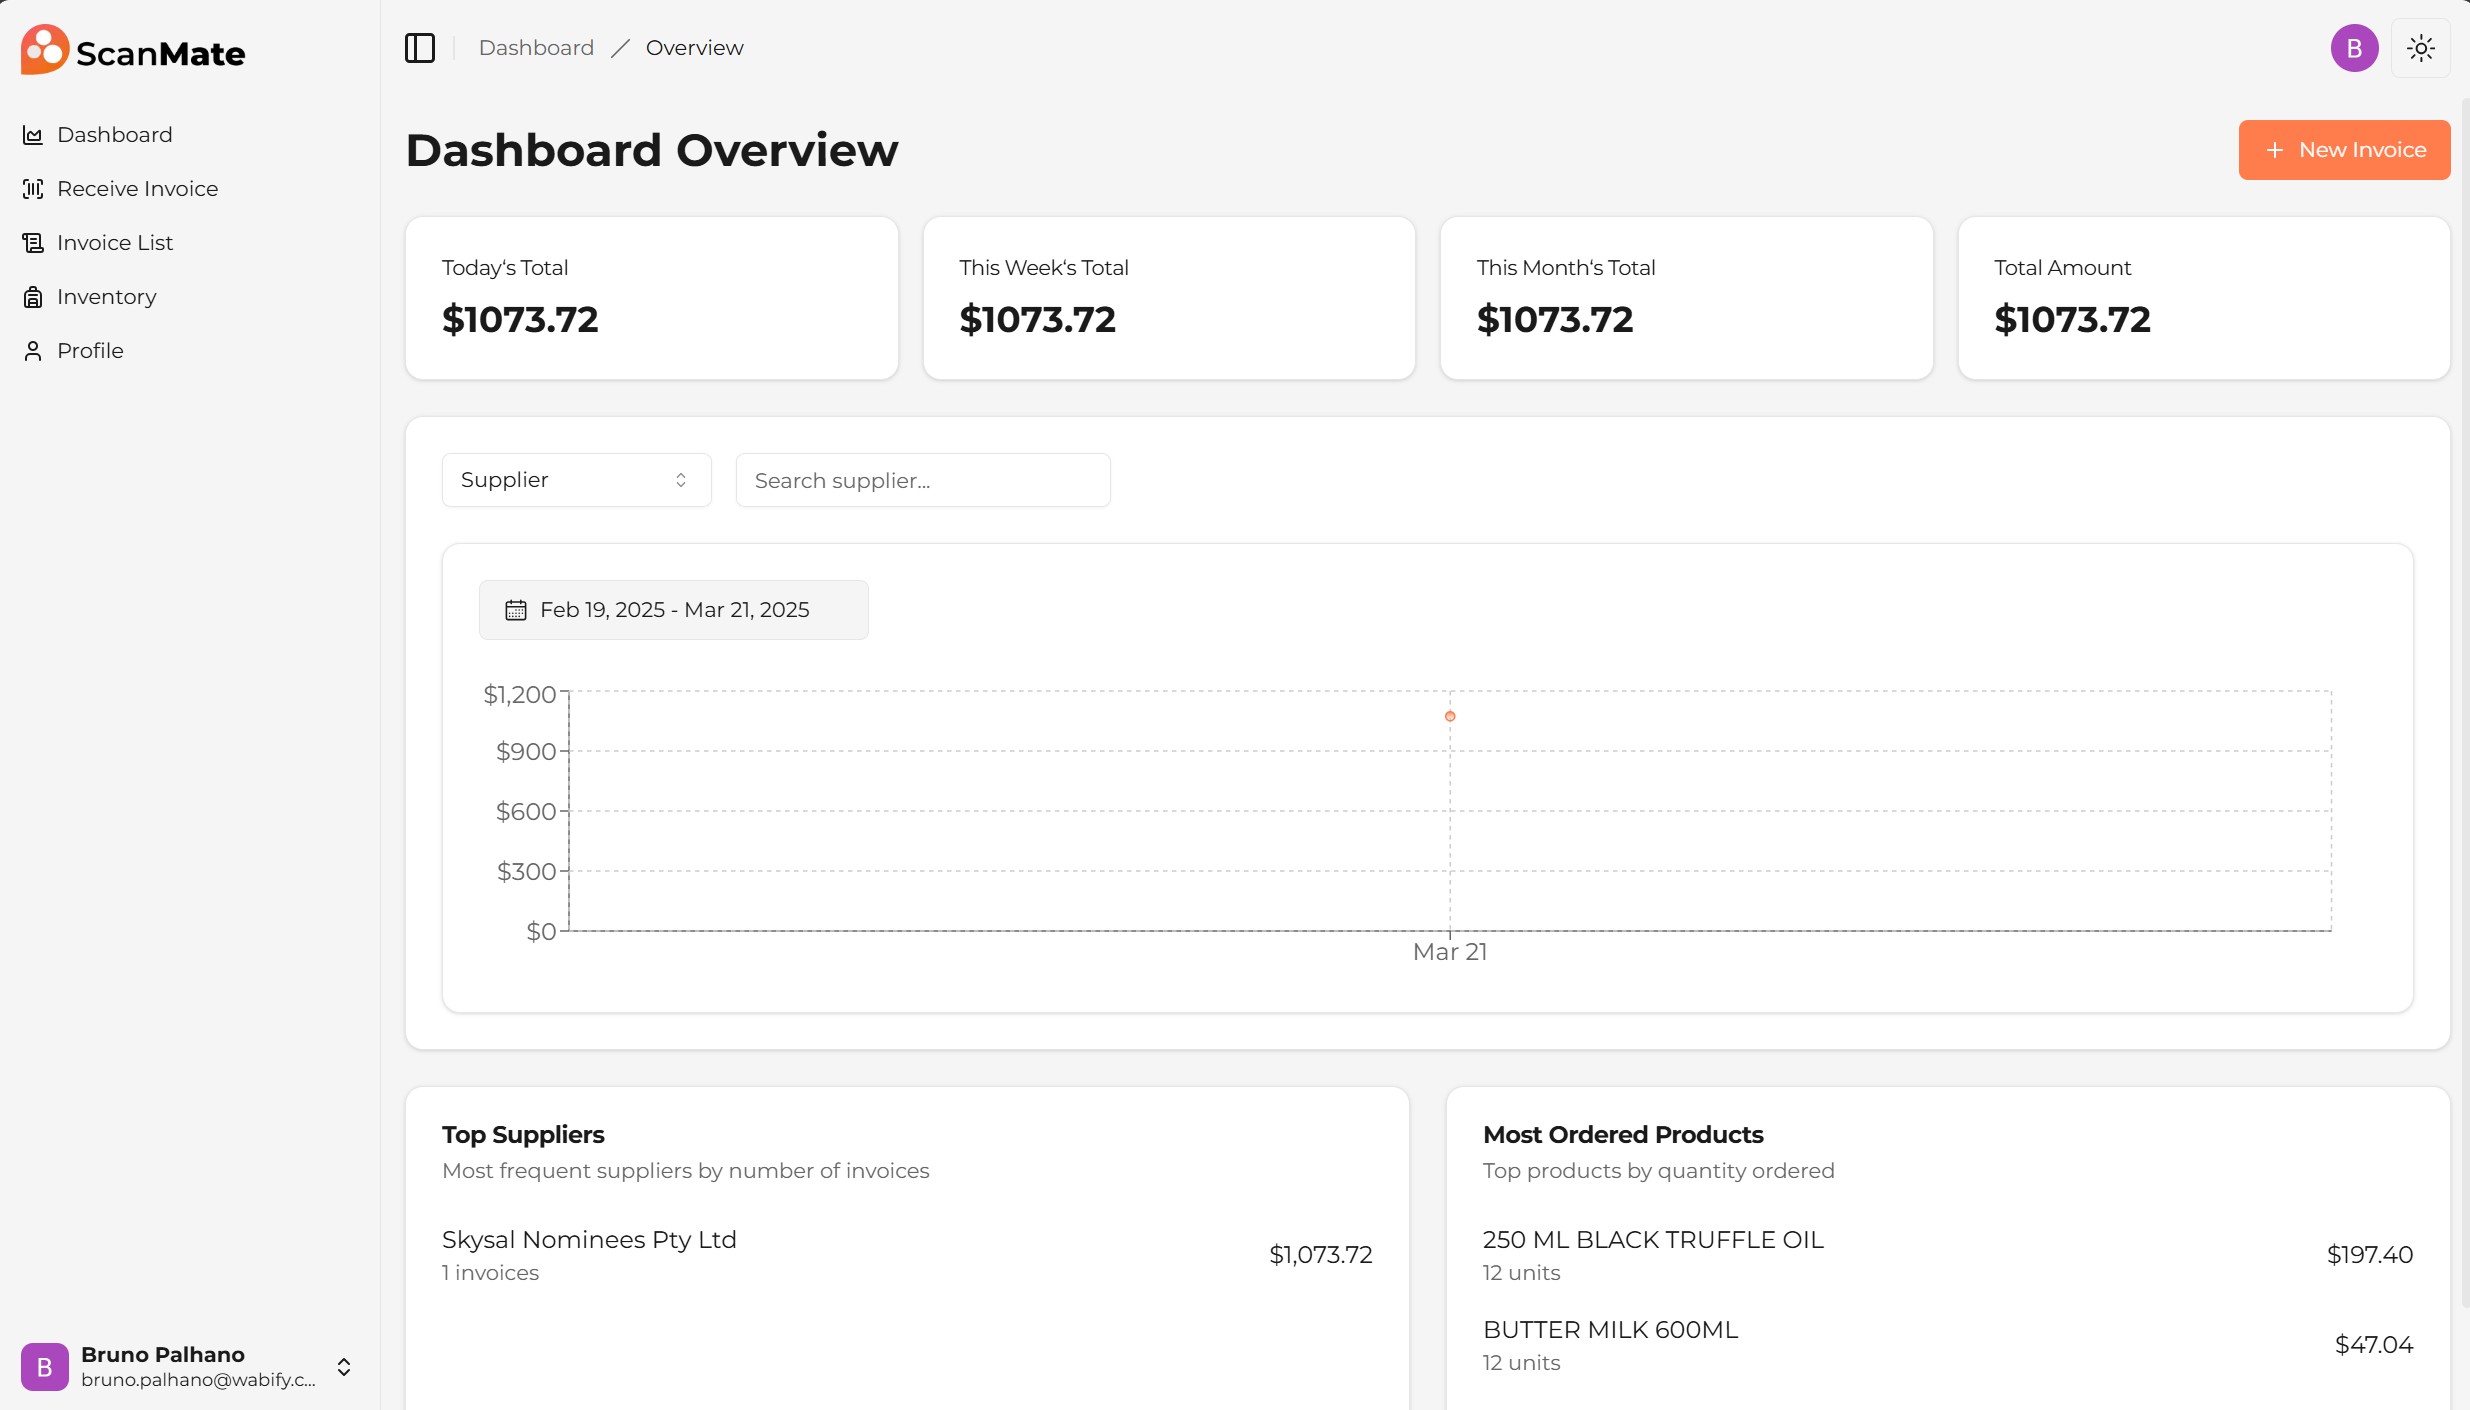 ScanMate
Dashboard
Receive Invoice
Invoice List
Inventory
Profile
B
Bruno Palhano
bruno.palhano@wabify.c...
Dashboard / Overview
B
Dashboard Overview
+ New Invoice
Today‘s Total
$1073.72
This Week‘s Total
$1073.72
This Month‘s Total
$1073.72
Total Amount
$1073.72
Supplier
Search supplier...
Feb 19, 2025 - Mar 21, 2025
$1,200
$900
$600
$300
$0
Mar 21
Top Suppliers
Most frequent suppliers by number of invoices
Skysal Nominees Pty Ltd
1 invoices
$1,073.72
Most Ordered Products
Top products by quantity ordered
250 ML BLACK TRUFFLE OIL
12 units
$197.40
BUTTER MILK 600ML
12 units
$47.04